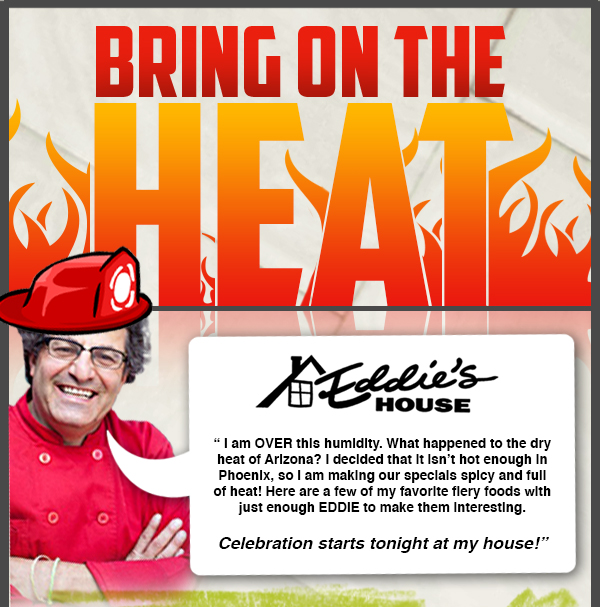 BRING ON THE
HEAT
Eddie's
HOUSE
“ I am OVER this humidity. What happened to the dry
heat of Arizona? I decided that it isn’t hot enough in
Phoenix, so I am making our specials spicy and full
of heat! Here are a few of my favorite fiery foods with
just enough EDDIE to make them interesting.
Celebration starts tonight at my house!”